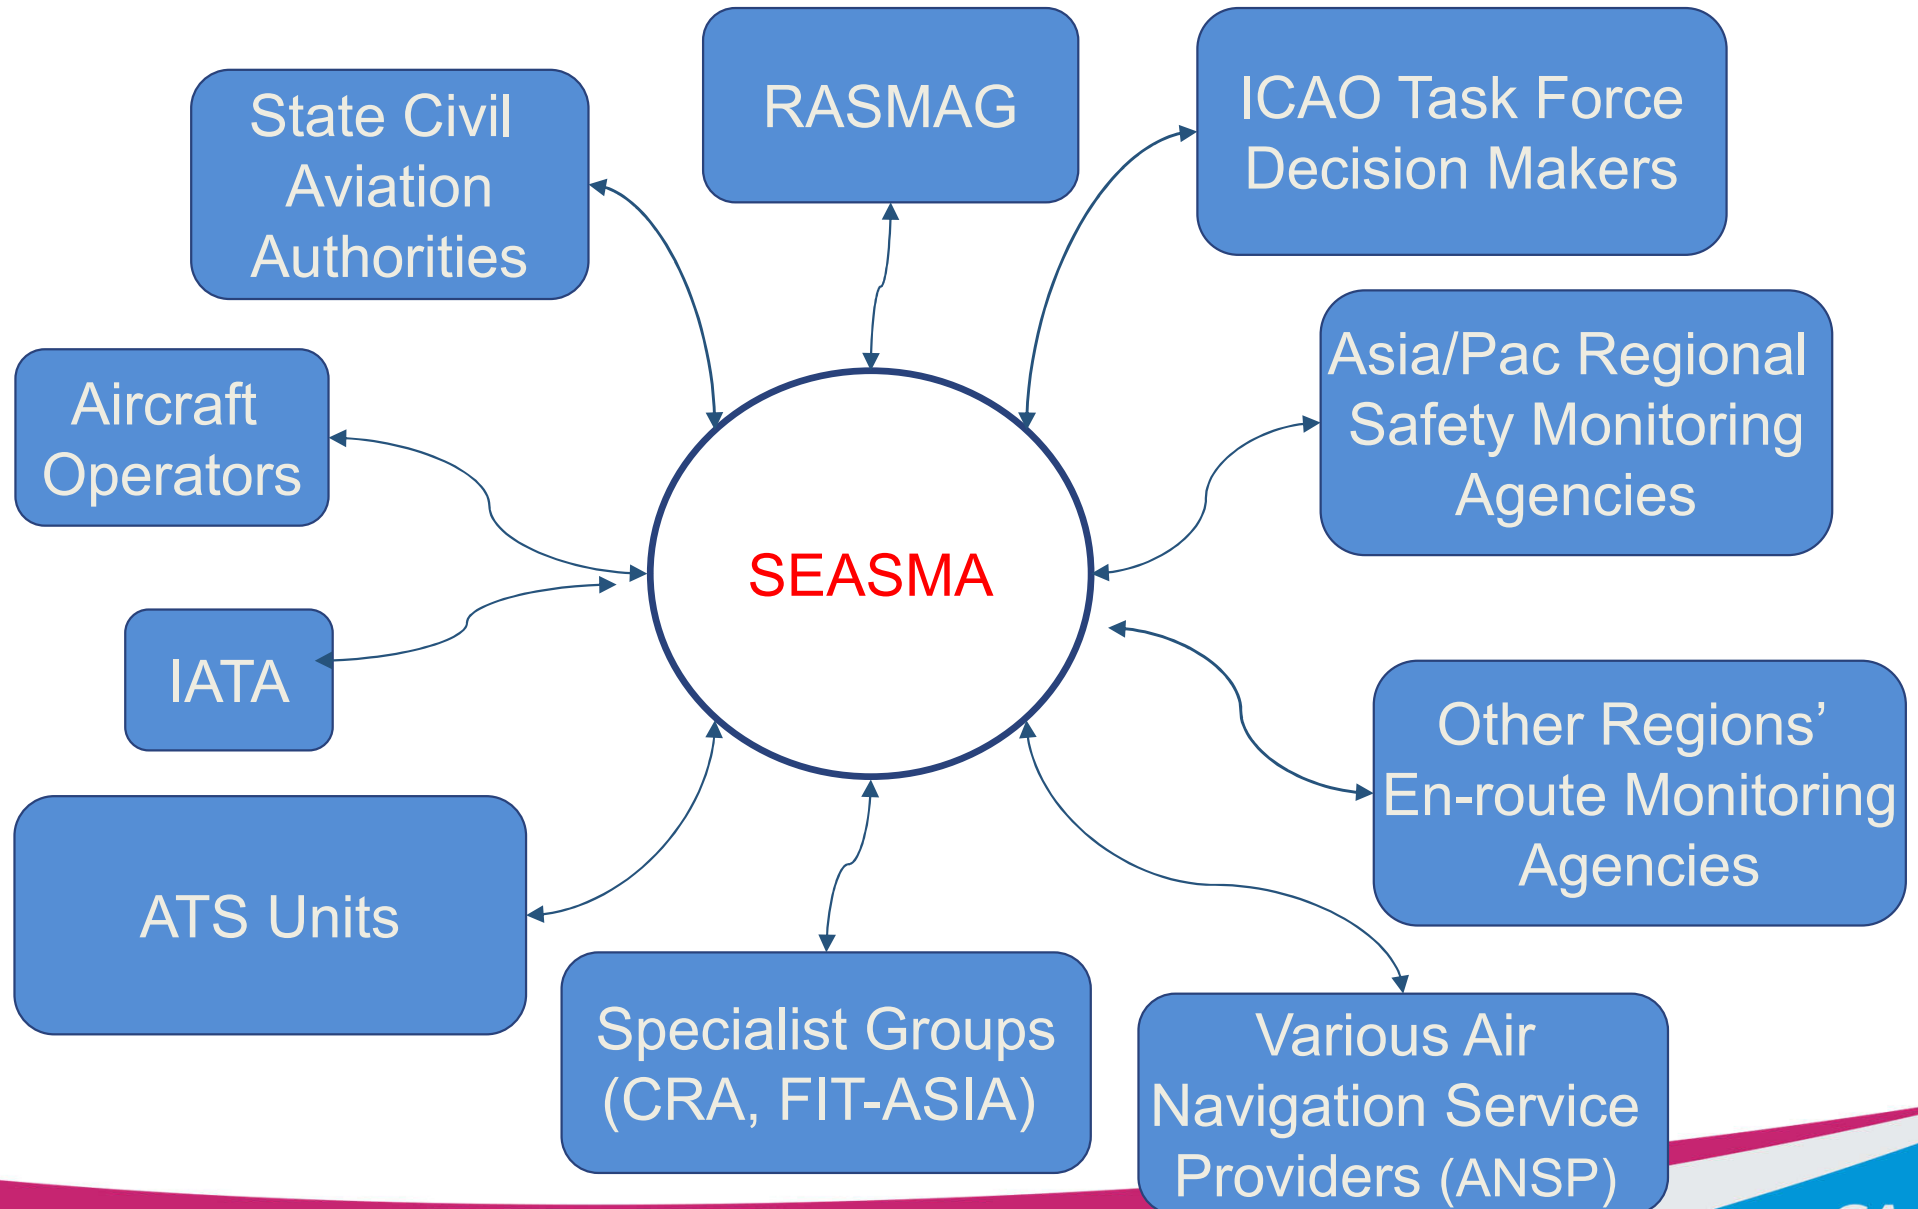 State Civil
Aviation
Authorities
RASMAG
ICAO Task Force
Decision Makers
Aircraft
Operators
Asia/Pac Regional
Safety Monitoring
Agencies
SEASMA
IATA
Other Regions’
En-route Monitoring
Agencies
ATS Units
Specialist Groups
(CRA, FIT-ASIA)
Various Air
Navigation Service
Providers (ANSP)